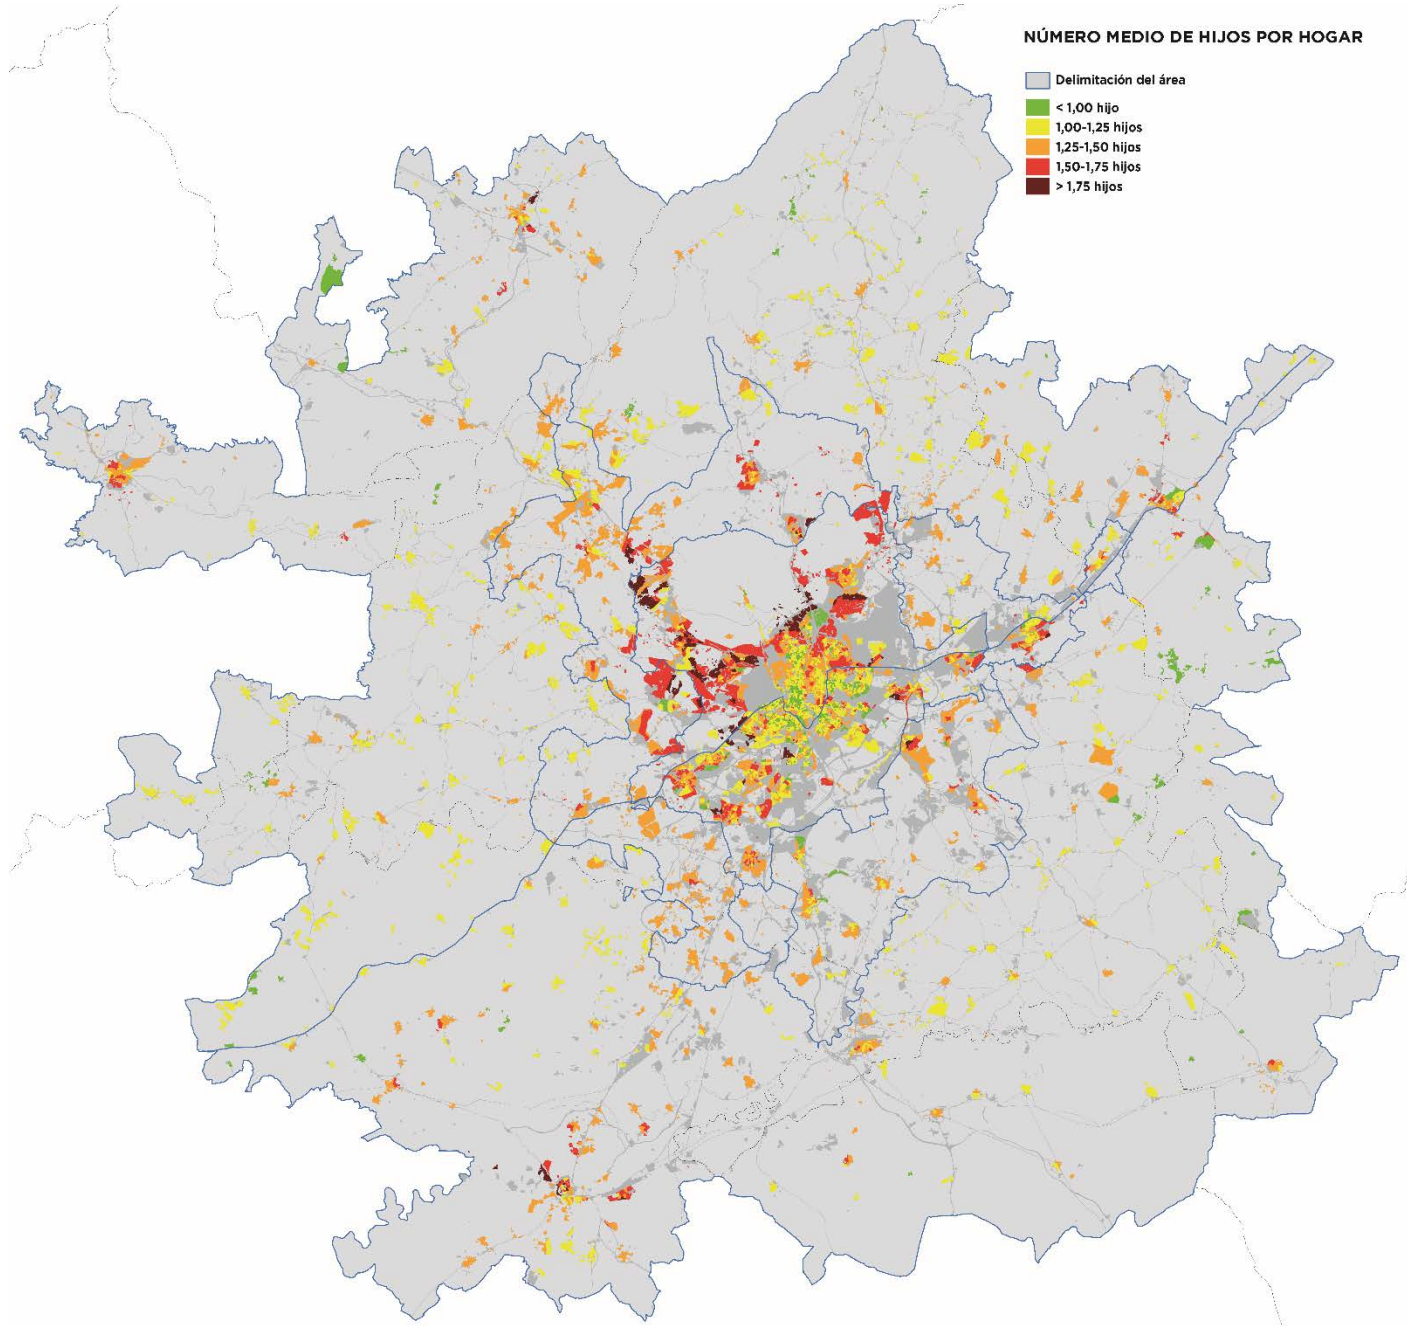 NÚMERO MEDIO DE HIJOS POR HOGAR
Delimitación del área
< 1,00 hijo
1,00-1,25 hijos
1,25-1,50 hijos
1,50-1,75 hijos
> 1,75 hijos